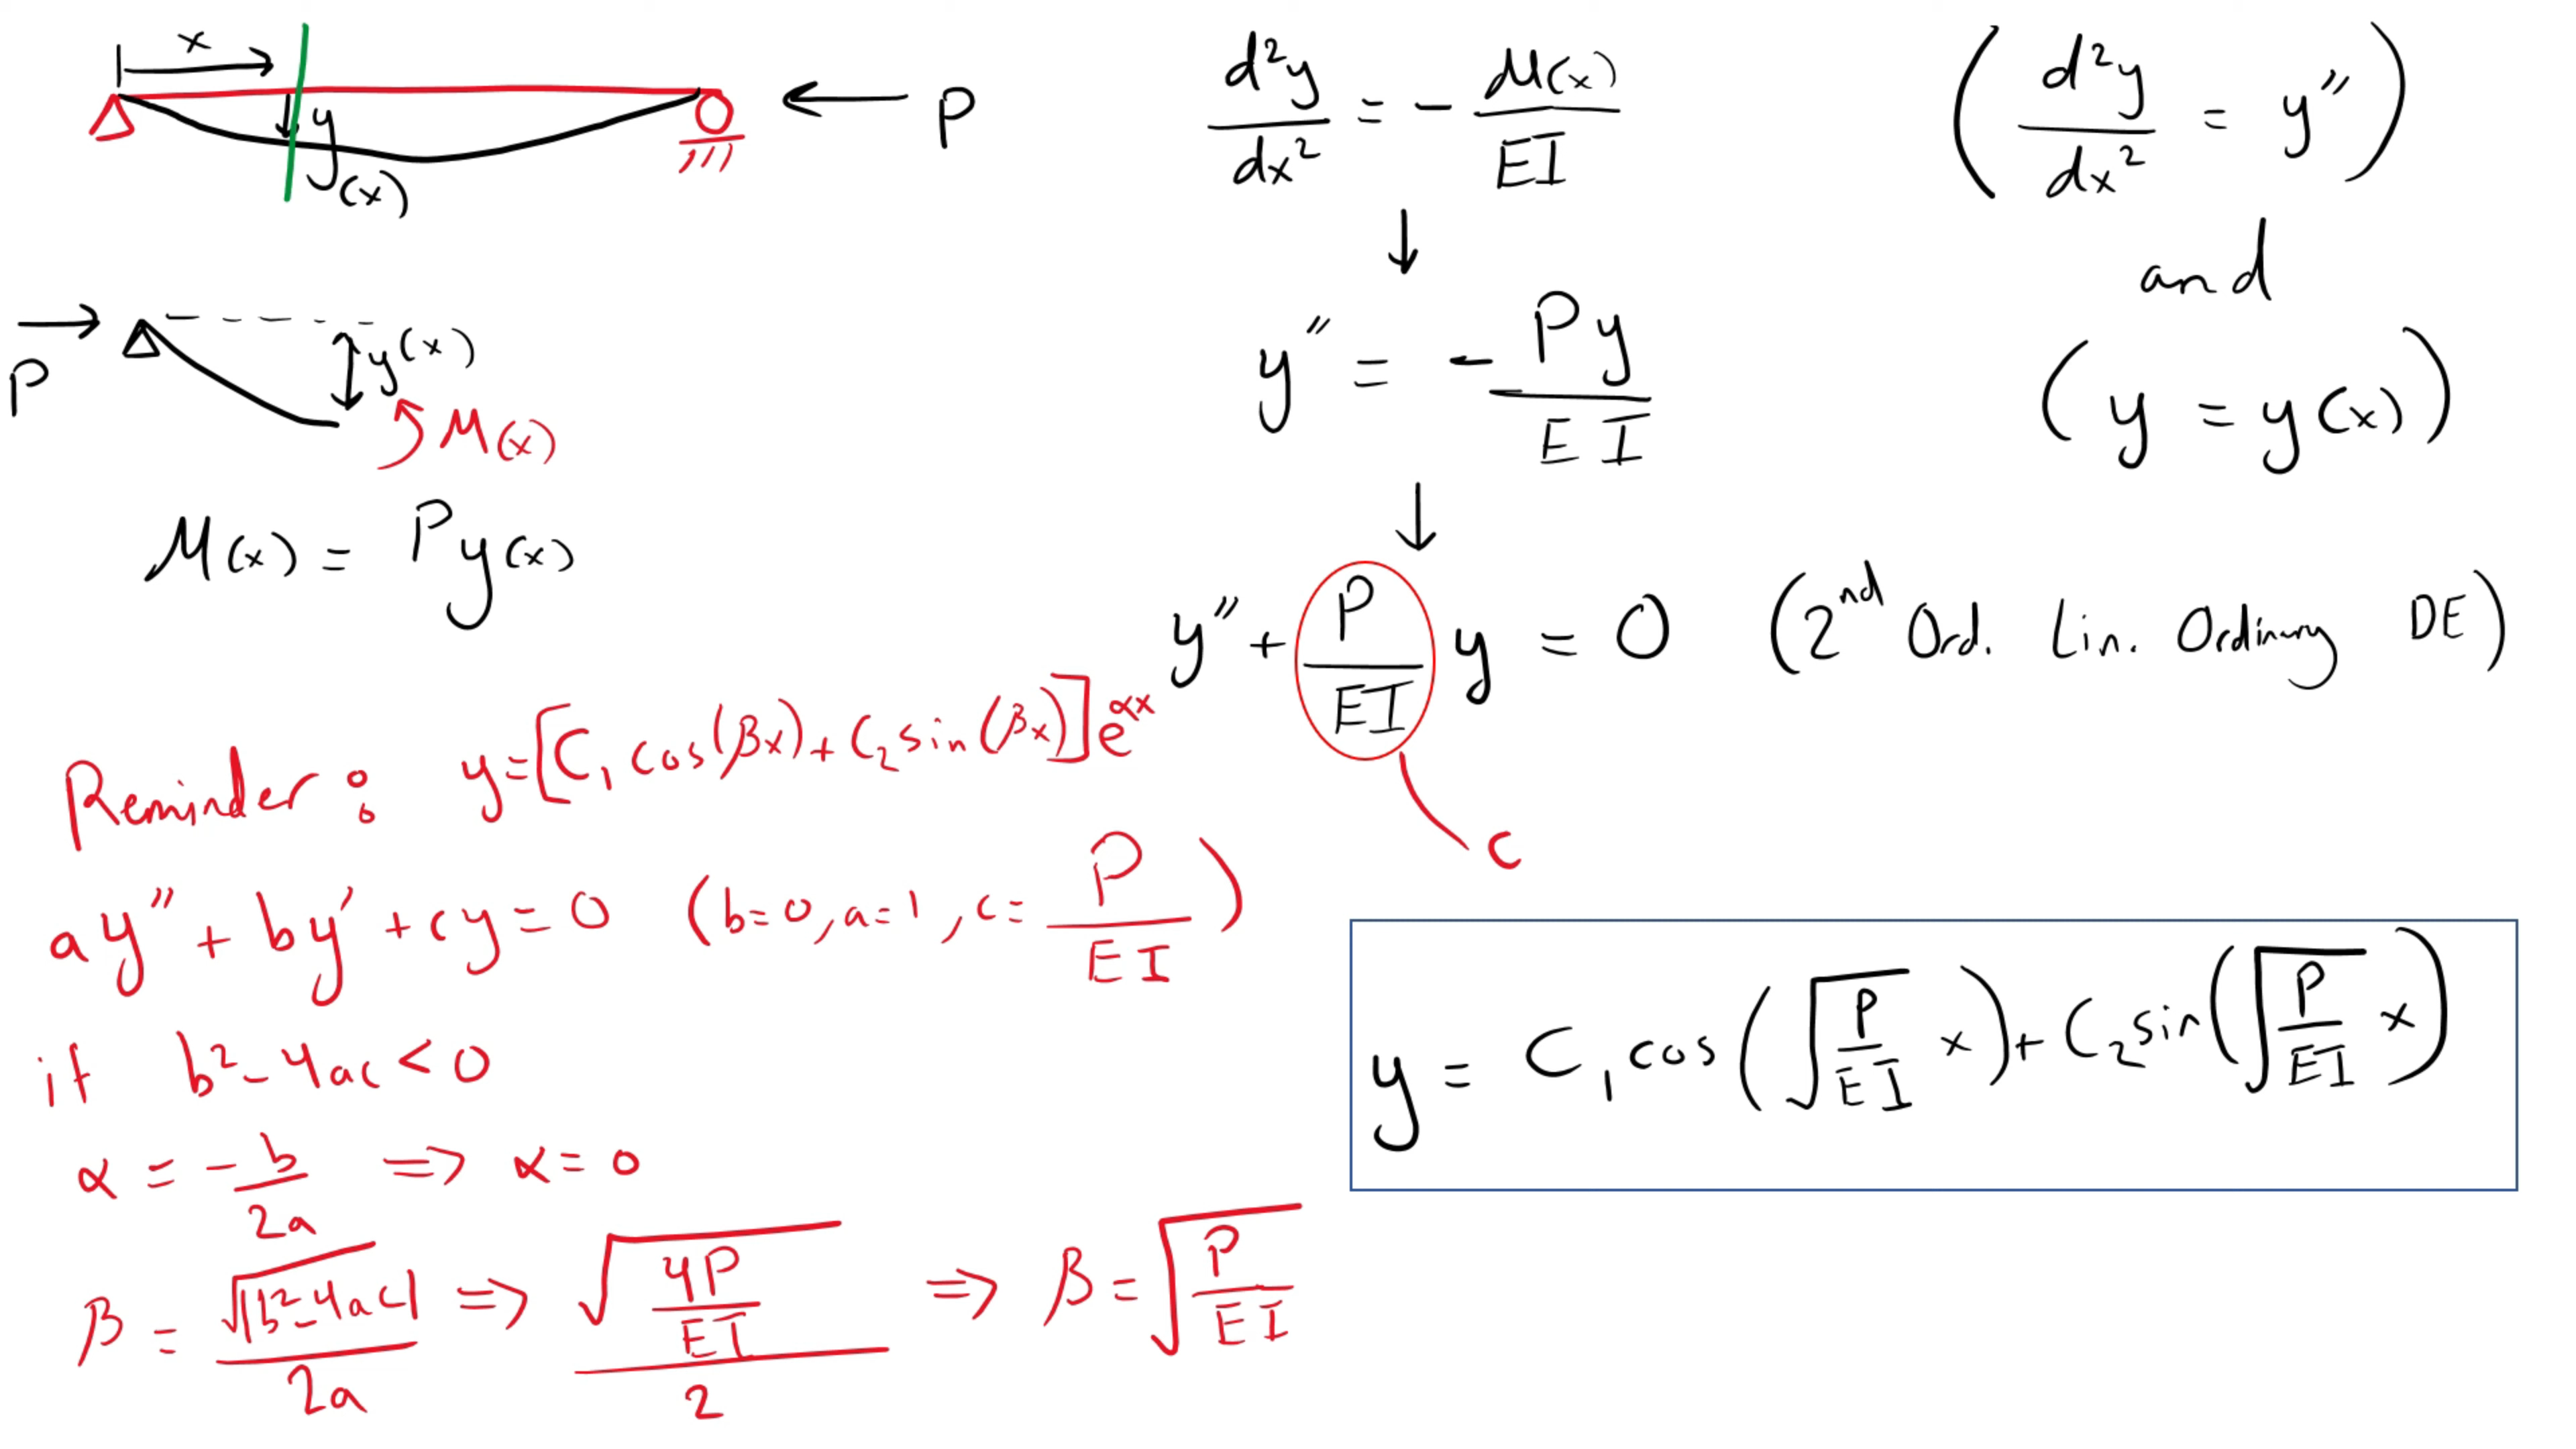 x
y(x)
P
d²y/dx² = - M(x)/EI
(d²y/dx² = y″)
and
(y = y(x))
P
y(x)
M(x)
M(x) = Py(x)
y″ = - Py/EI
y″ + P/EI y = 0 (2nd Ord. Lin. Ordinary DE)
c
Reminder: y=[C₁cos(βx)+C₂sin(βx)]e^αx
ay″ + by′ + cy = 0 (b=0, a=1, c= P/EI)
if b²-4ac < 0
α = - b/2a ⇒ α = 0
β = √|b²-4ac|/2a ⇒ √(4P/EI)/2 ⇒ β = √(P/EI)
y = C₁cos(√(P/EI) x) + C₂sin(√(P/EI) x)